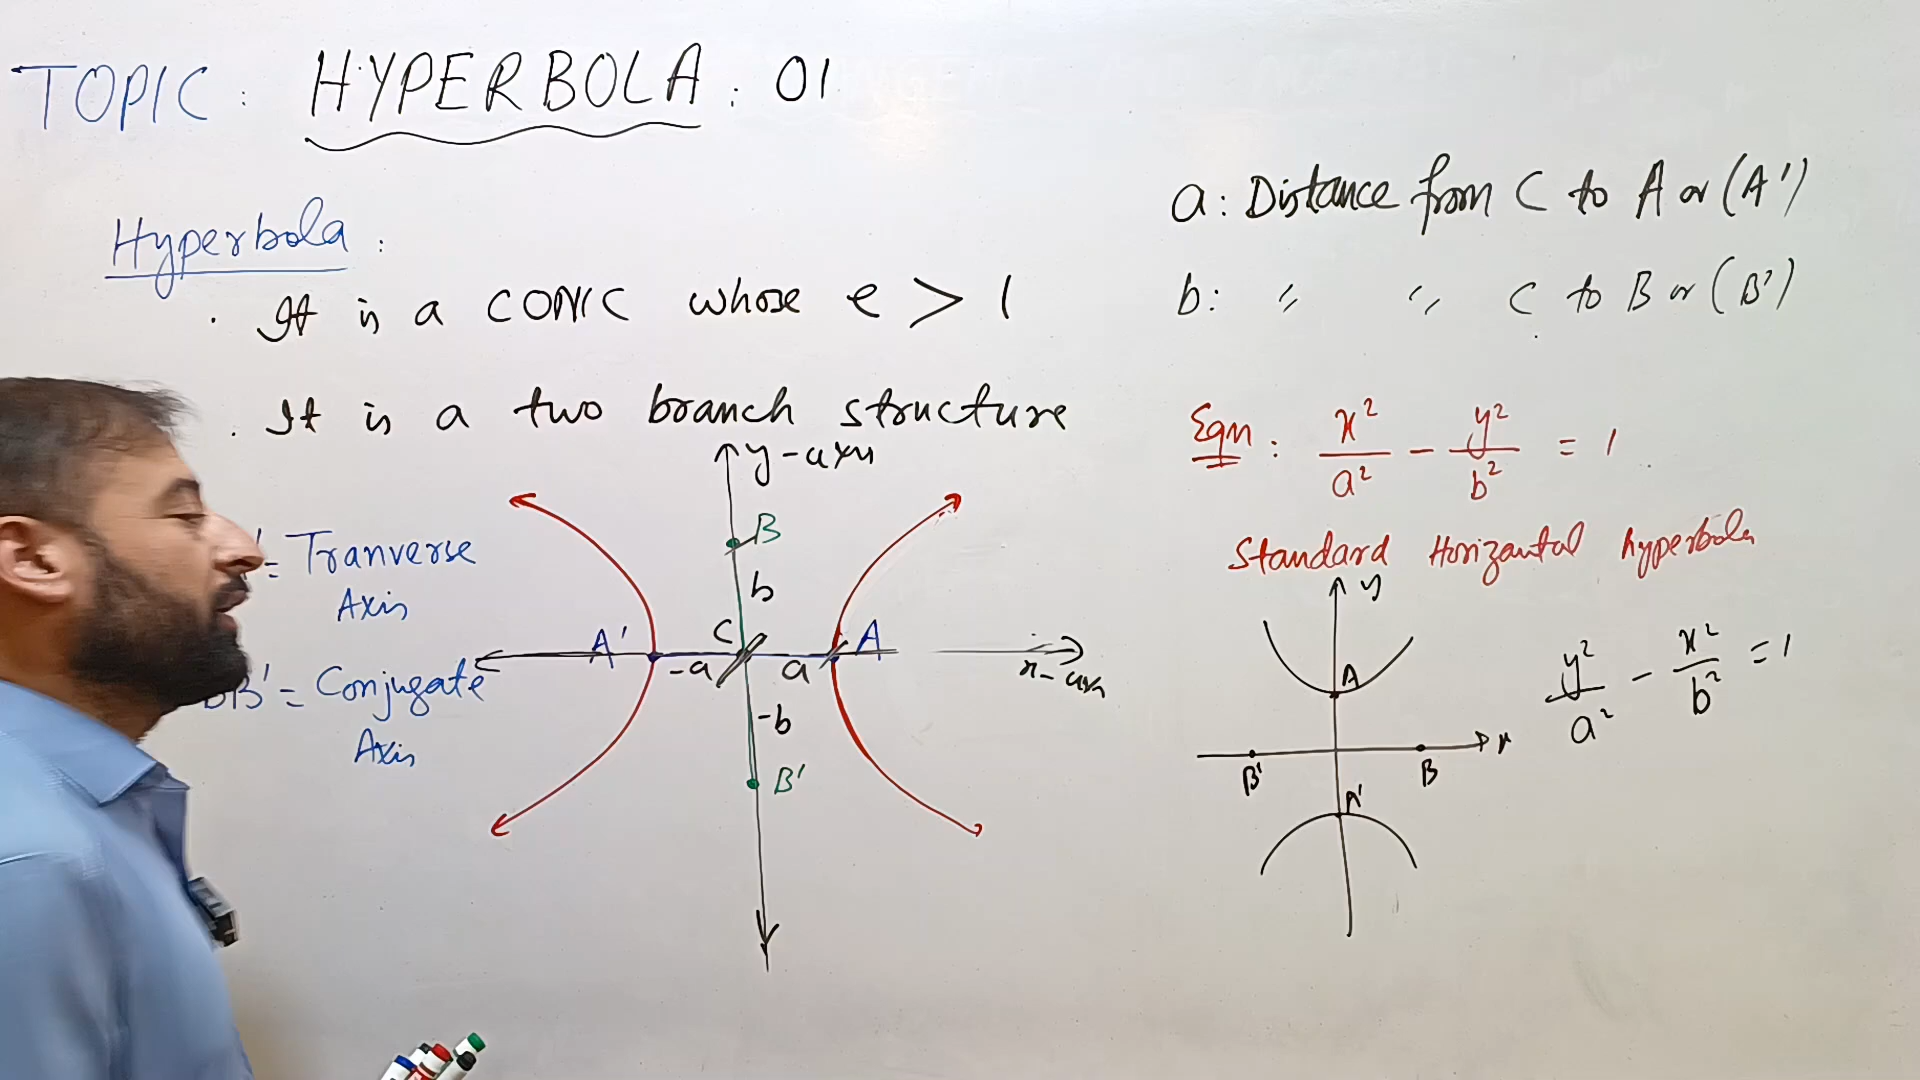 TOPIC: HYPERBOLA: 01
Hyperbola:
. It is a CONIC whose e > 1
. It is a two branch structure
y-axis
B
b
' = Tranverse
Axis
A' C A
-a a
x-axis
BB' = Conjugate
Axis
-b
B'
a: Distance from C to A or (A')
b: " " C to B or (B')
Eqn: x²/a² - y²/b² = 1
Standard Horizantal hyperbola
y
A
y²/a² - x²/b² = 1
x
B' B
A'